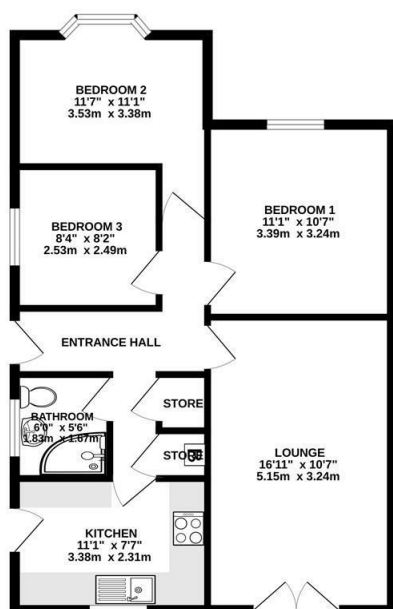 BEDROOM 2
11'7" x 11'1"
3.53m x 3.38m
BEDROOM 1
11'1" x 10'7"
3.39m x 3.24m
BEDROOM 3
8'4" x 8'2"
2.53m x 2.49m
ENTRANCE HALL
STORE
BATHROOM
6'0" x 5'6"
1.83m x 1.67m
STORE
LOUNGE
16'11" x 10'7"
5.15m x 3.24m
KITCHEN
11'1" x 7'7"
3.38m x 2.31m